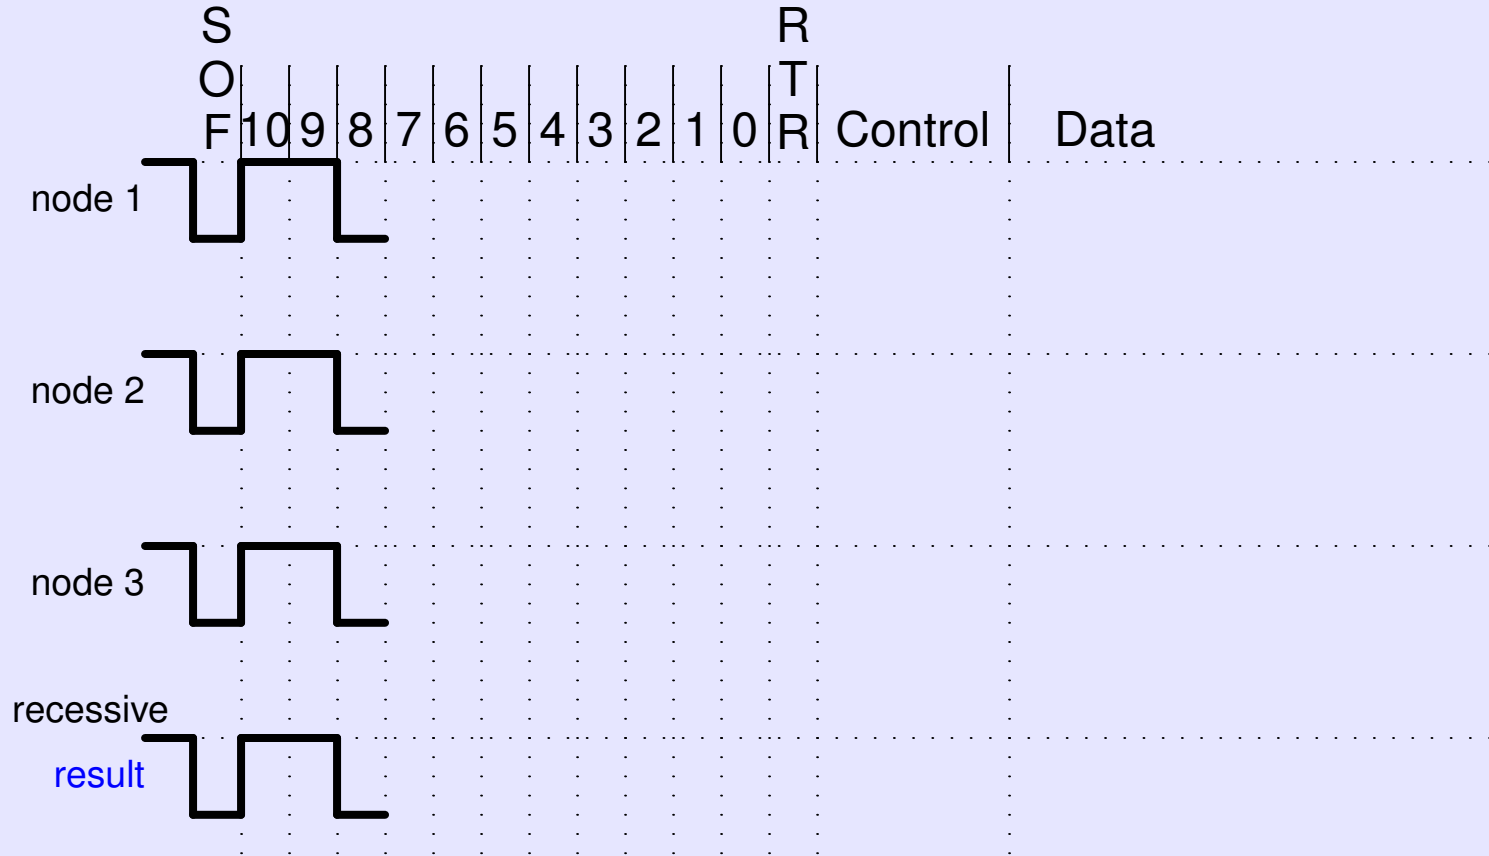 S O F
10 9 8 7 6 5 4 3 2 1 0
R T R
Control Data
node 1
node 2
node 3
recessive
result